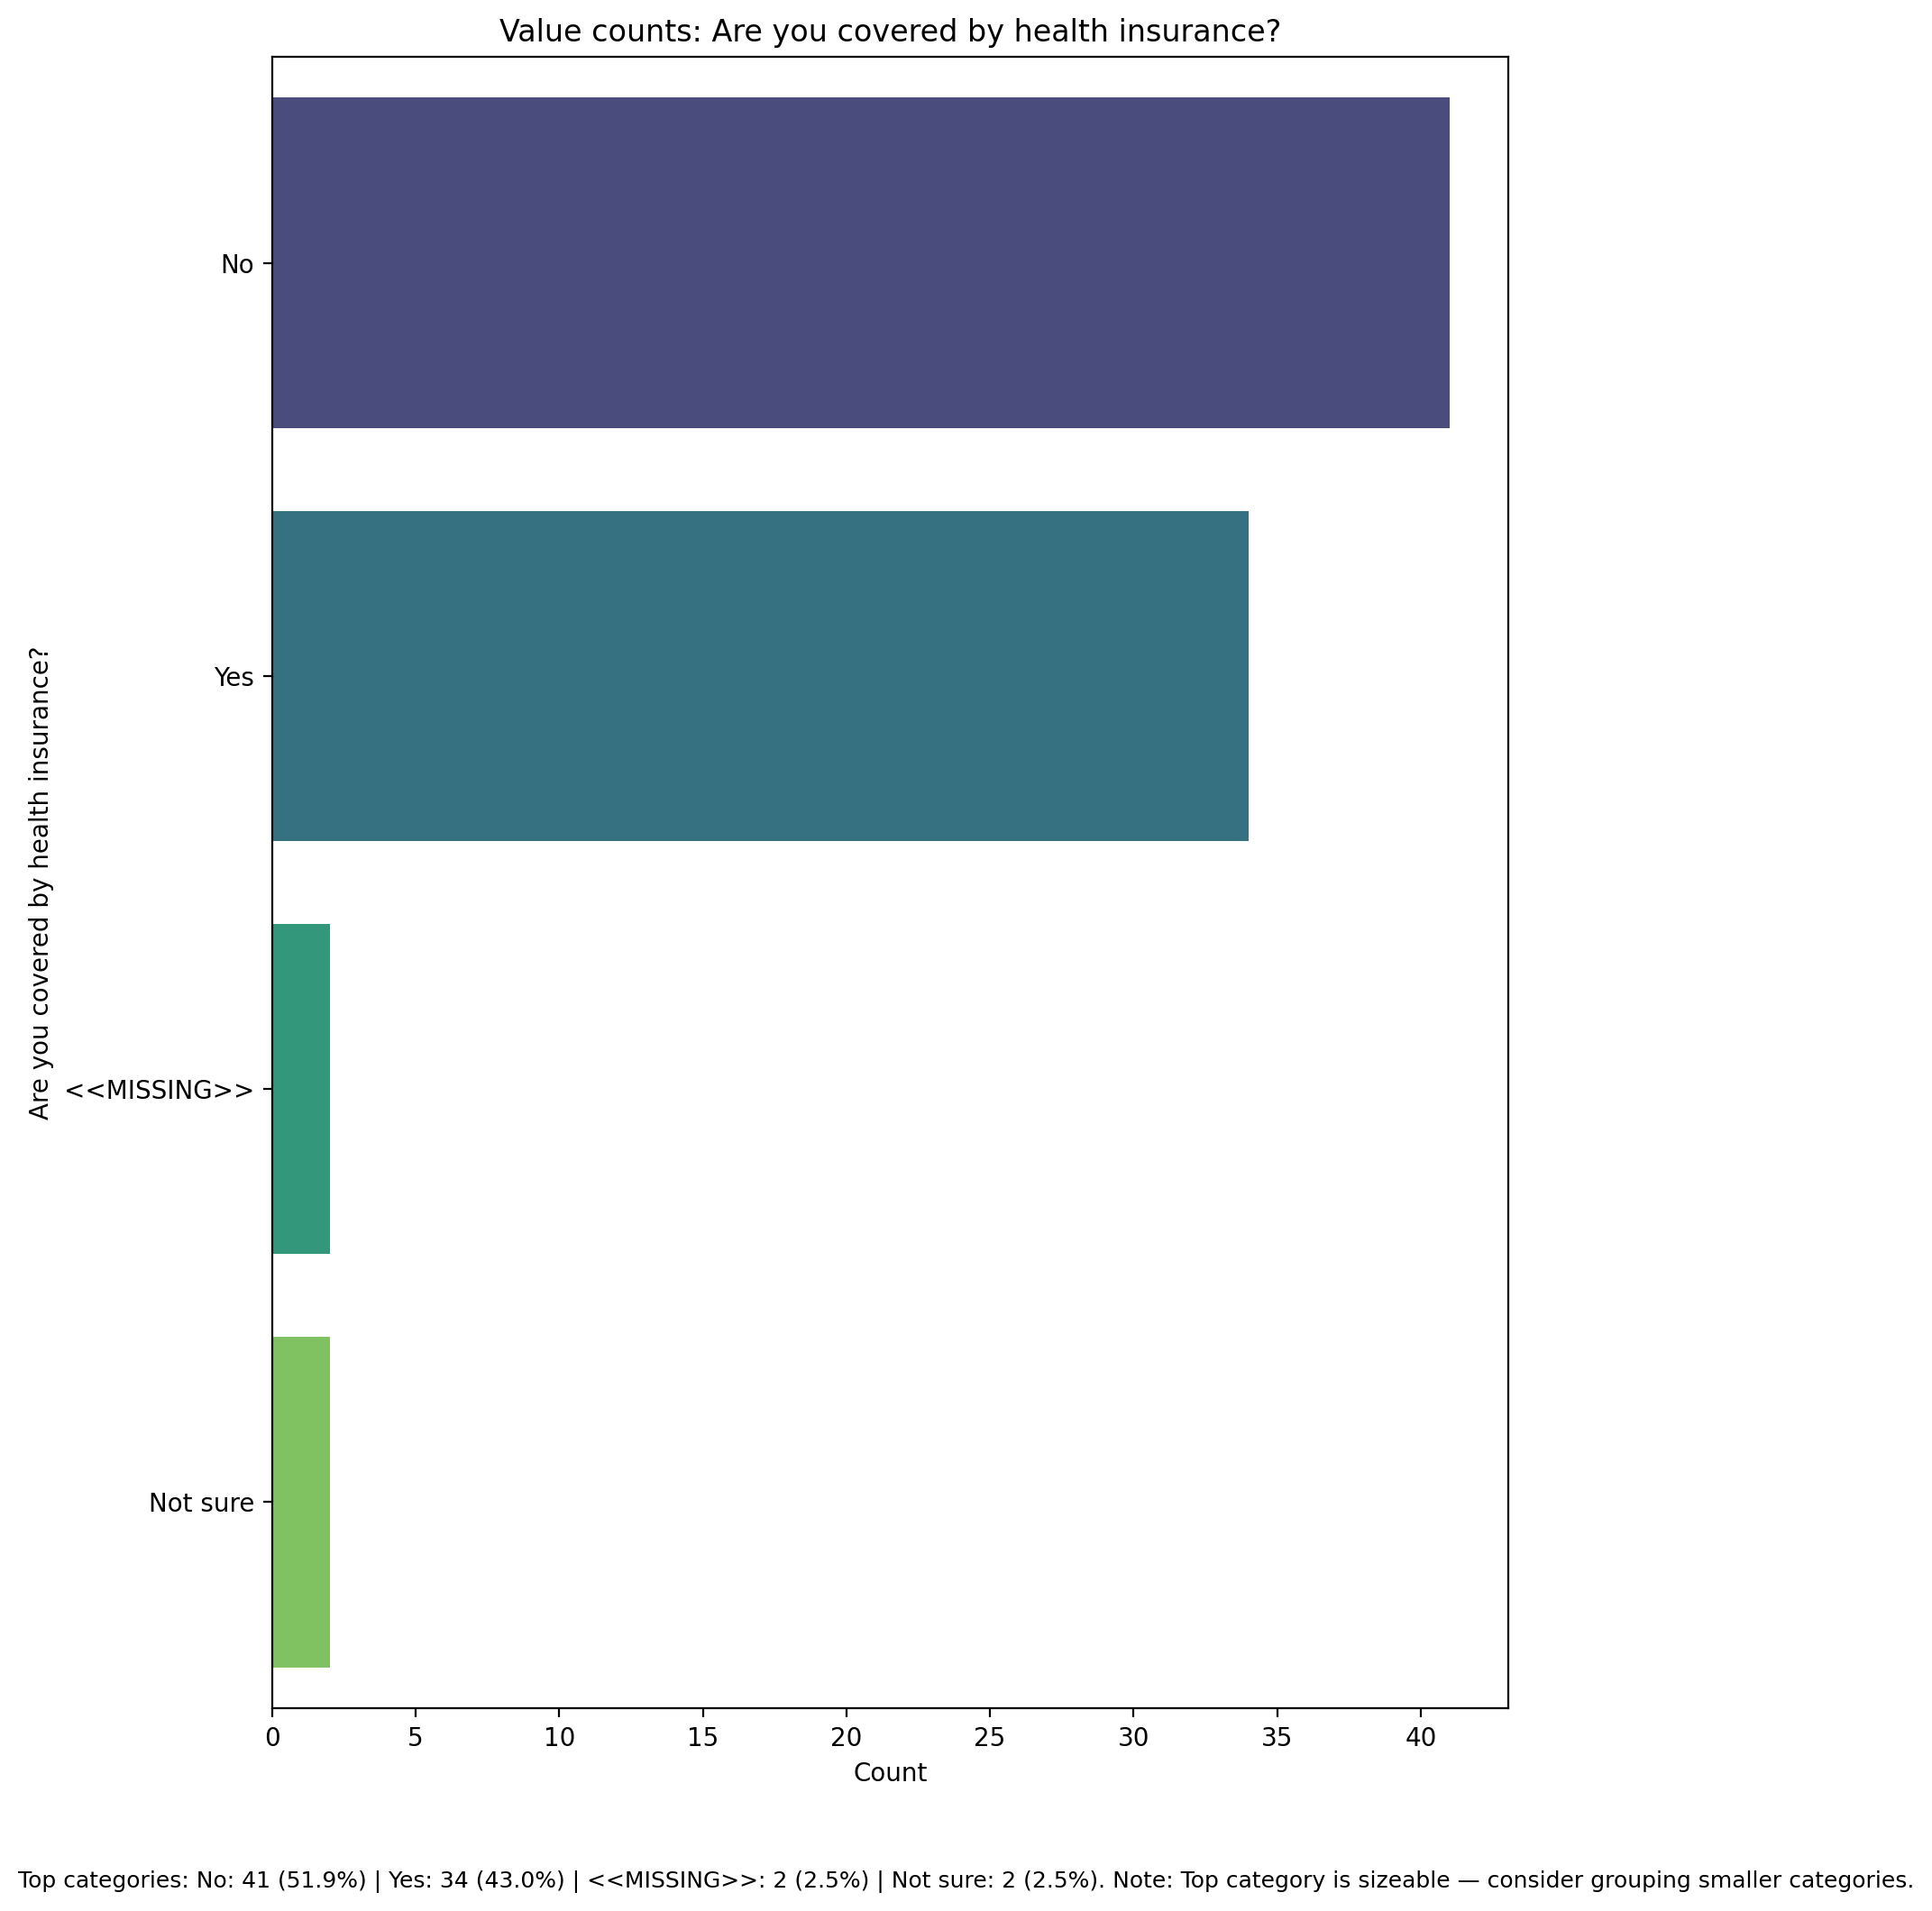 Value counts: Are you covered by health insurance?
Are you covered by health insurance?
No
Yes
<<MISSING>>
Not sure
0 5 10 15 20 25 30 35 40
Count
Top categories: No: 41 (51.9%) | Yes: 34 (43.0%) | <<MISSING>>: 2 (2.5%) | Not sure: 2 (2.5%). Note: Top category is sizeable — consider grouping smaller categories.